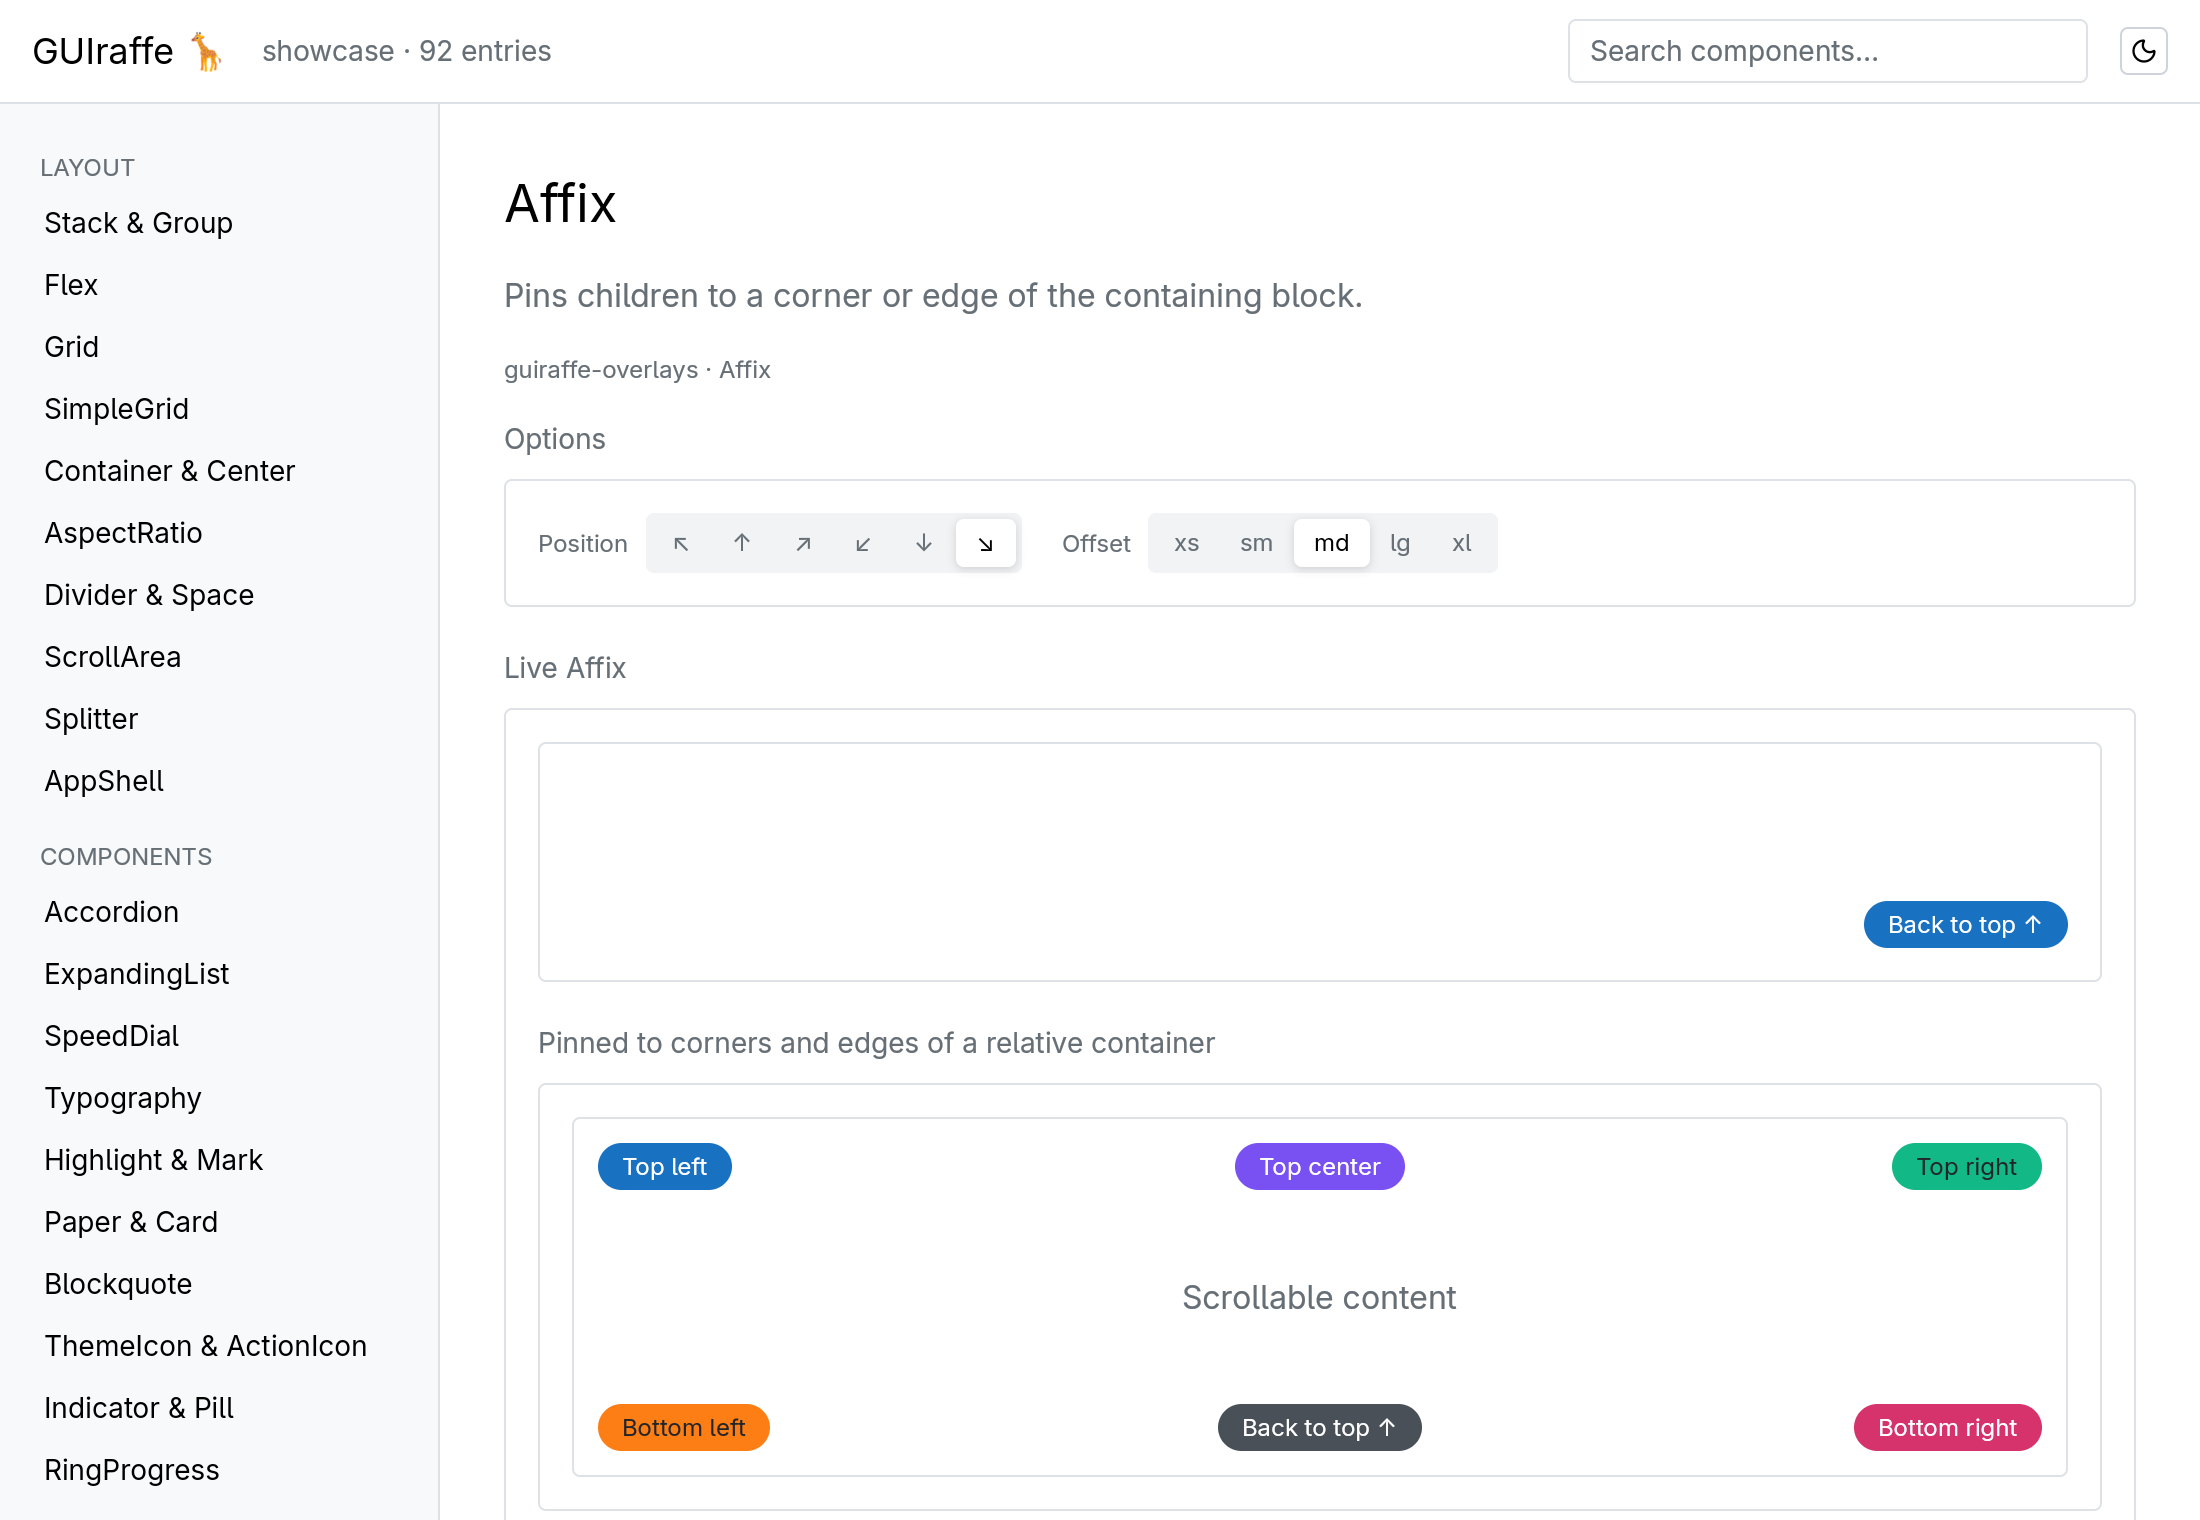 GUIraffe 🦒 showcase · 92 entries Search components...
LAYOUT
Stack & Group
Flex
Grid
SimpleGrid
Container & Center
AspectRatio
Divider & Space
ScrollArea
Splitter
AppShell
COMPONENTS
Accordion
ExpandingList
SpeedDial
Typography
Highlight & Mark
Paper & Card
Blockquote
ThemeIcon & ActionIcon
Indicator & Pill
RingProgress
Affix
Pins children to a corner or edge of the containing block.
guiraffe-overlays · Affix
Options
Position ↖ ↑ ↗ ↙ ↓ ↘ Offset xs sm md lg xl
Live Affix
Back to top ↑
Pinned to corners and edges of a relative container
Top left Top center Top right
Scrollable content
Bottom left Back to top ↑ Bottom right